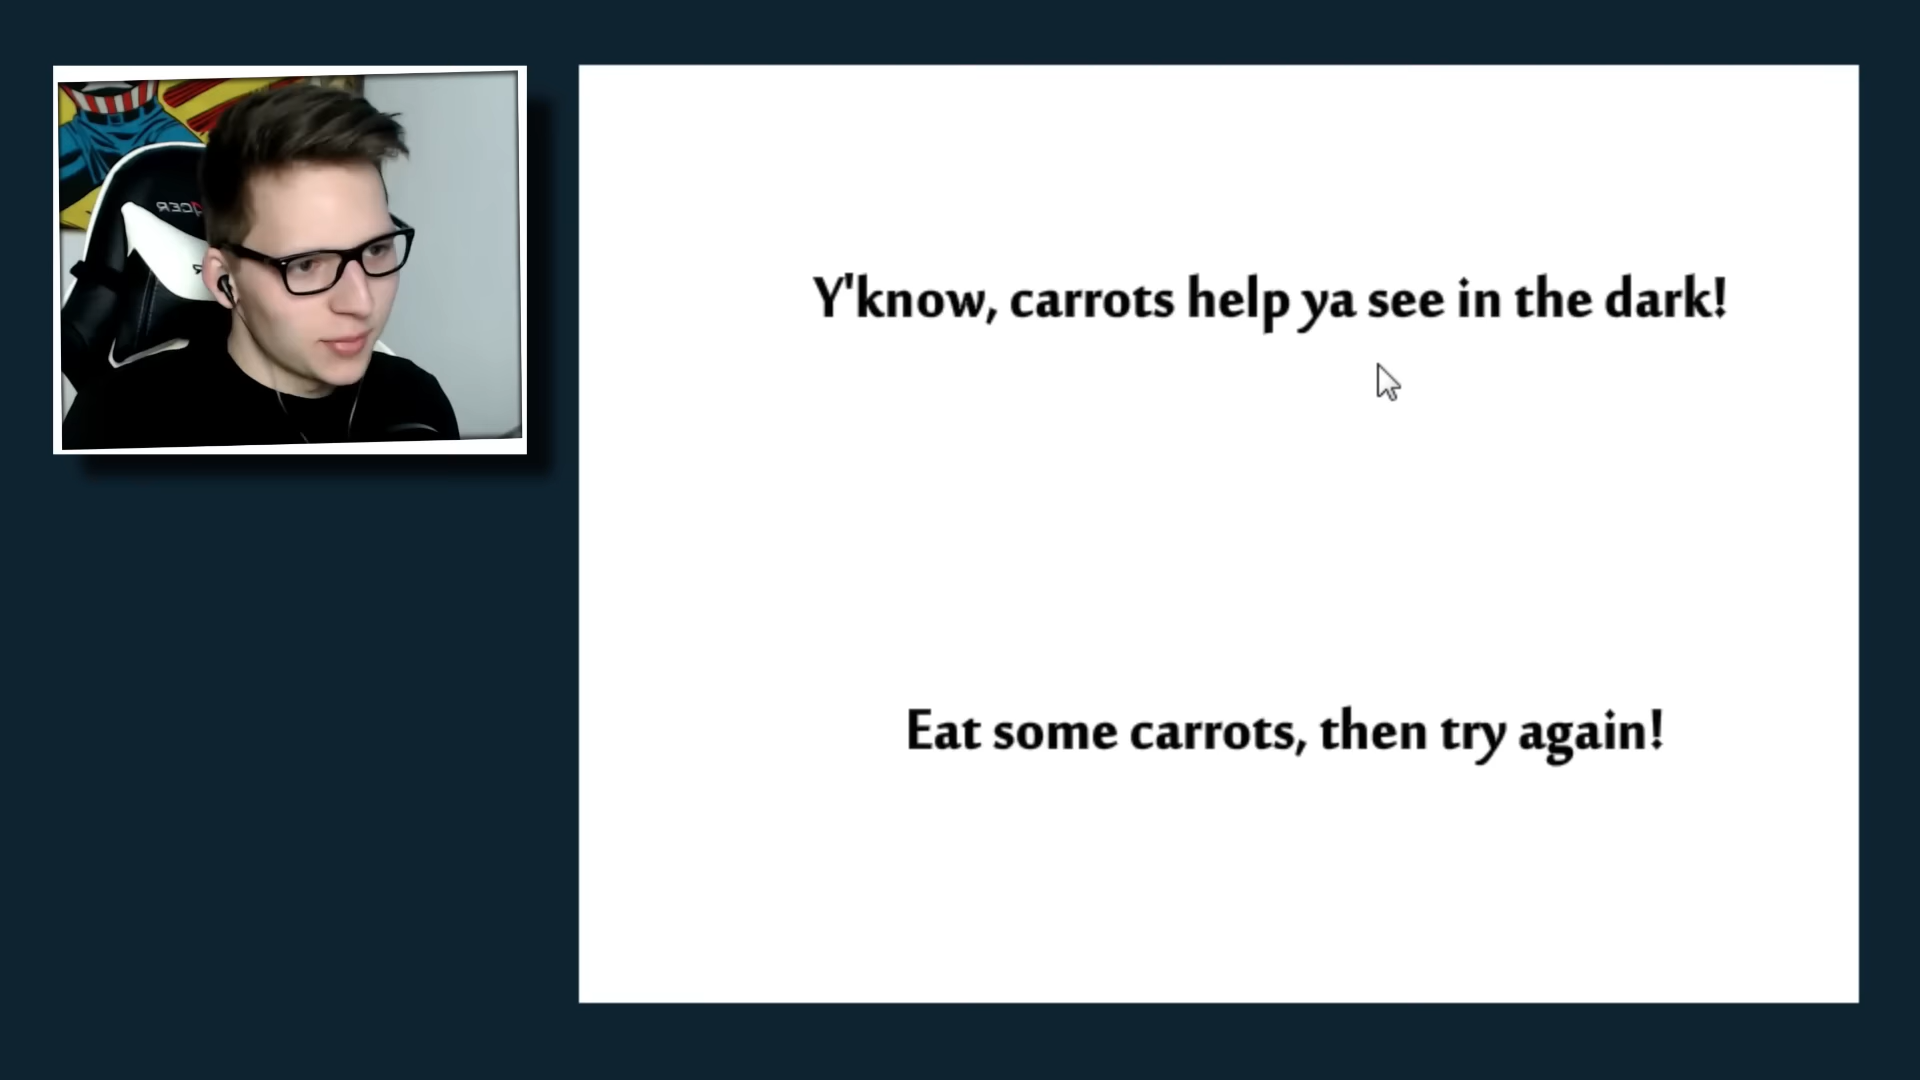 Y'know, carrots help ya see in the dark!
Eat some carrots, then try again!